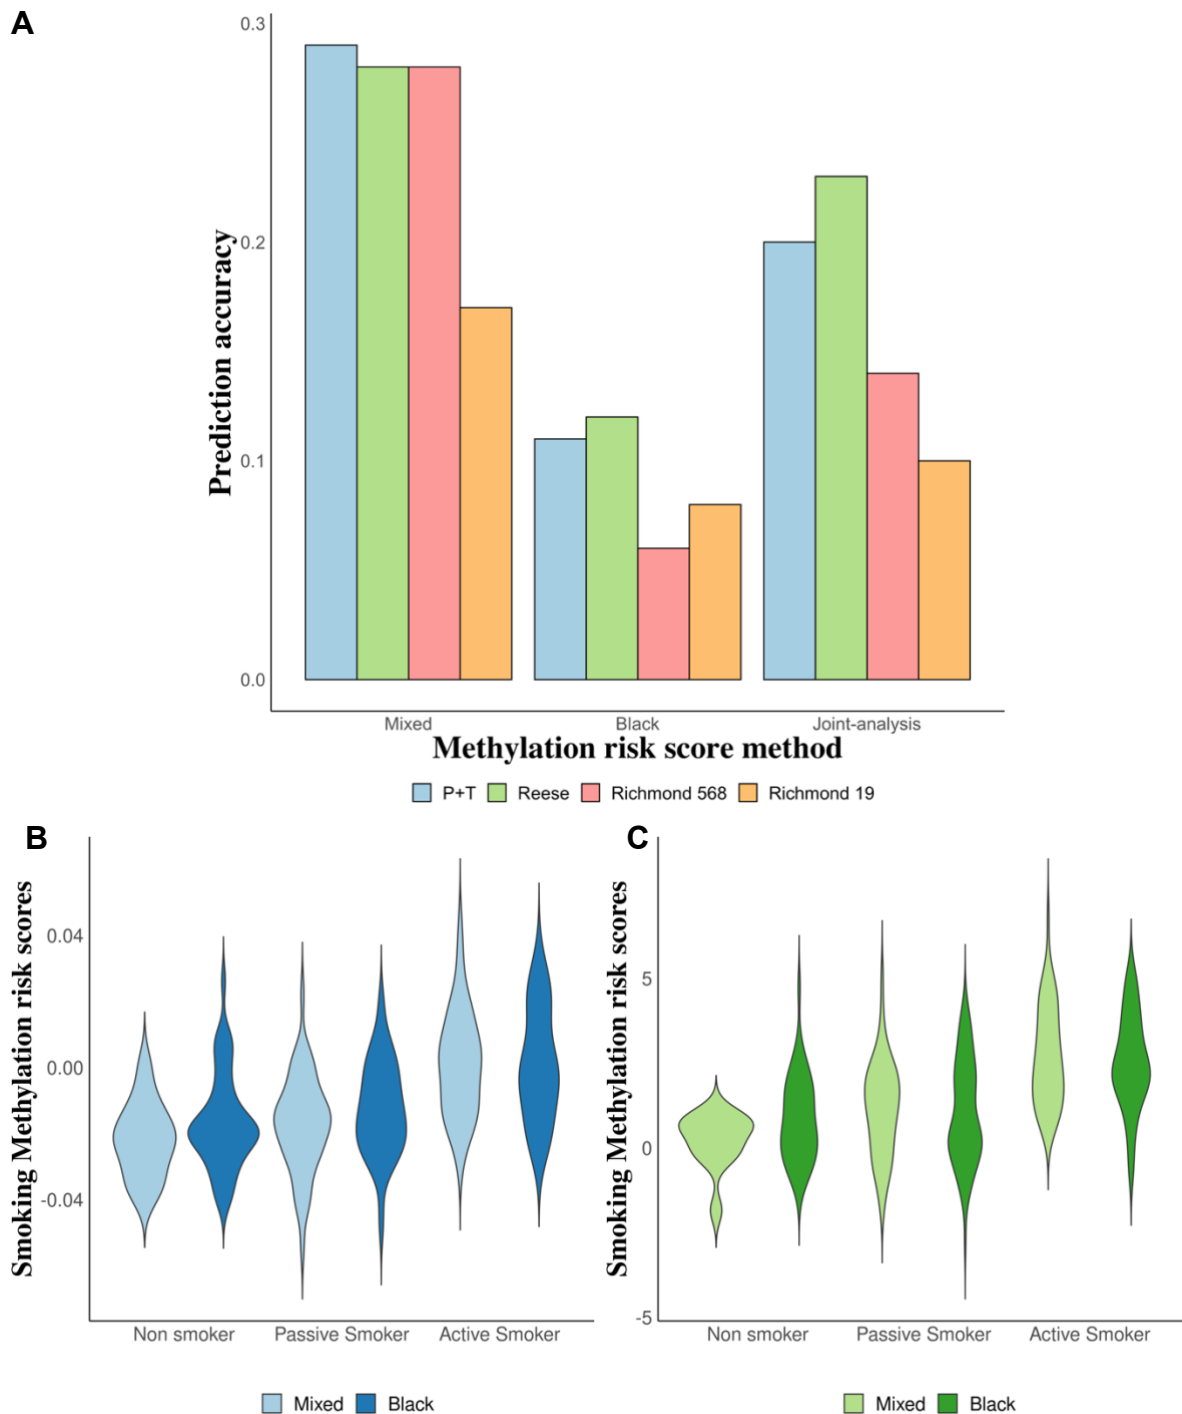 A
0.3
0.2
0.1
0.0
Prediction accuracy
Mixed Black Joint-analysis
Methylation risk score method
P+T Reese Richmond 568 Richmond 19
B
Smoking Methylation risk scores
0.04
0.00
-0.04
Non smoker Passive Smoker Active Smoker
Mixed Black
C
Smoking Methylation risk scores
5
0
-5
Non smoker Passive Smoker Active Smoker
Mixed Black